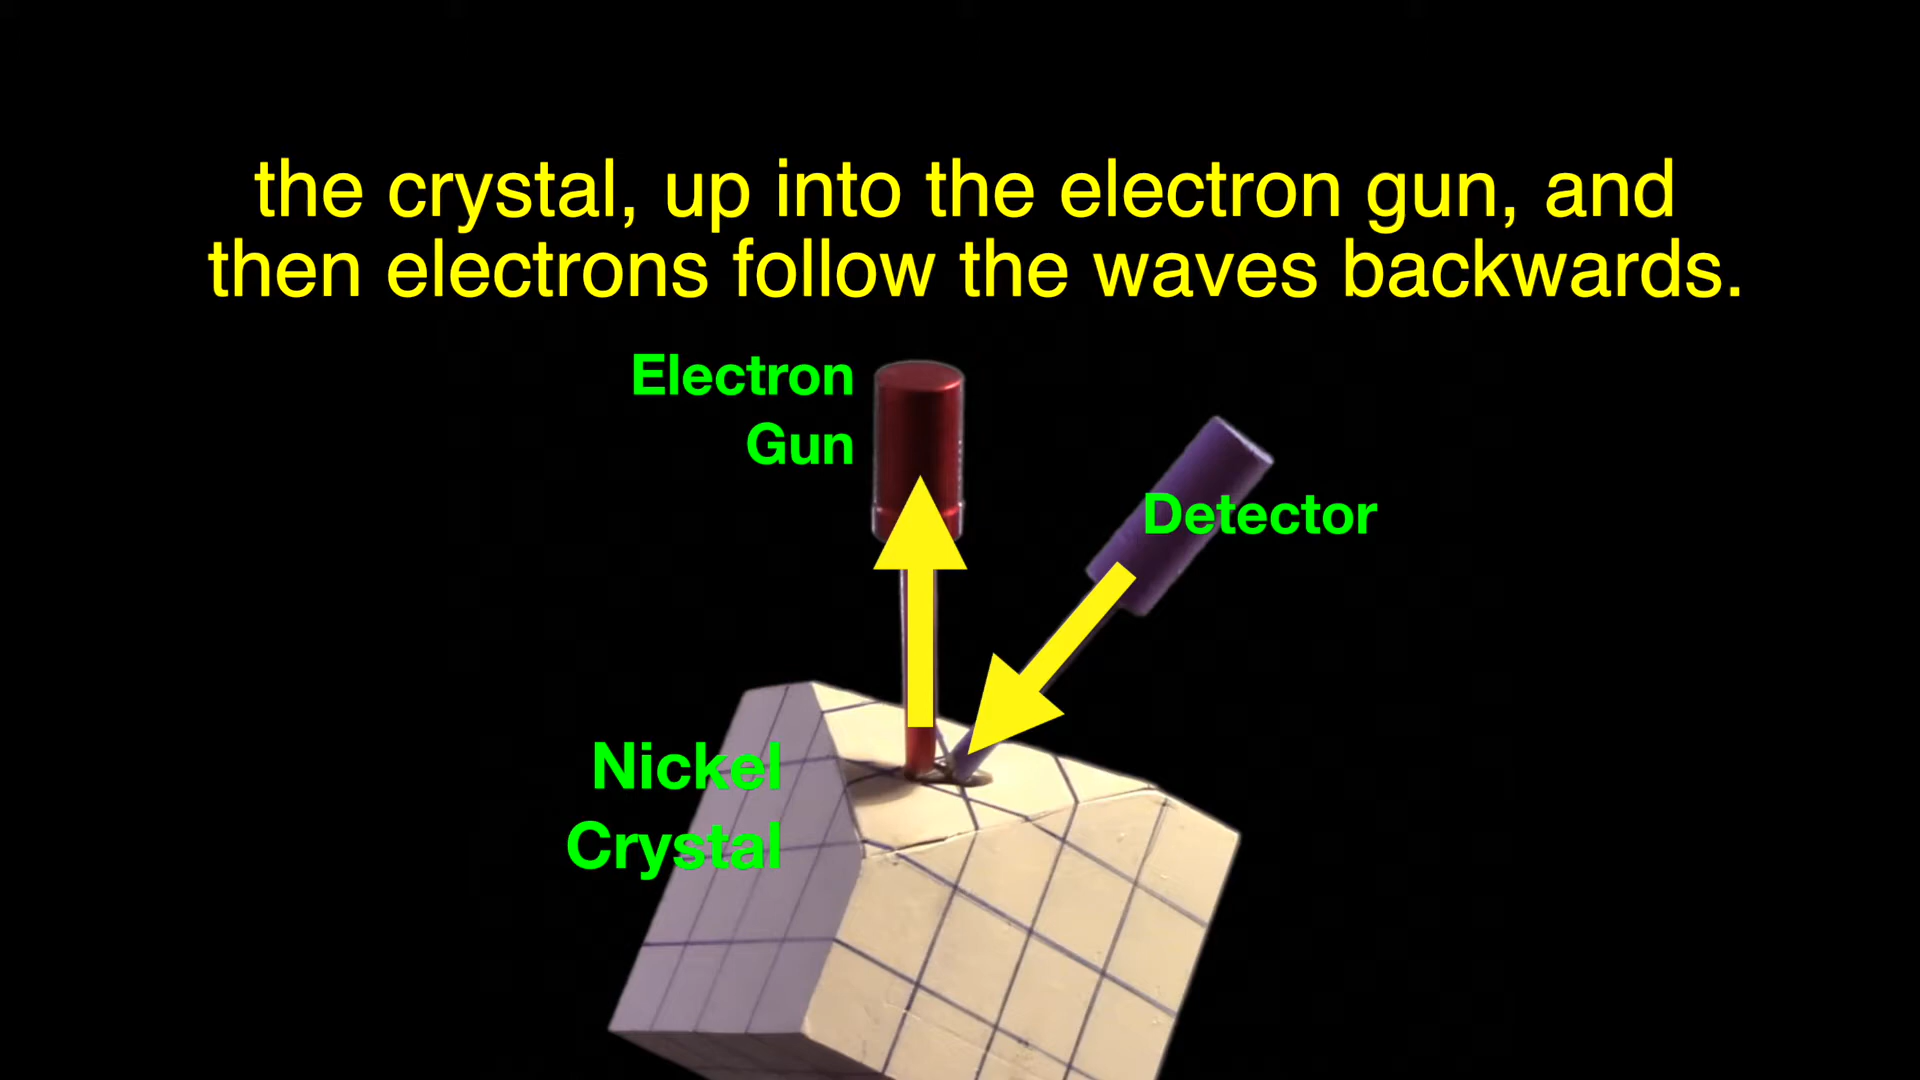 the crystal, up into the electron gun, and
then electrons follow the waves backwards.
Electron
Gun
Detector
Nickel
Crystal